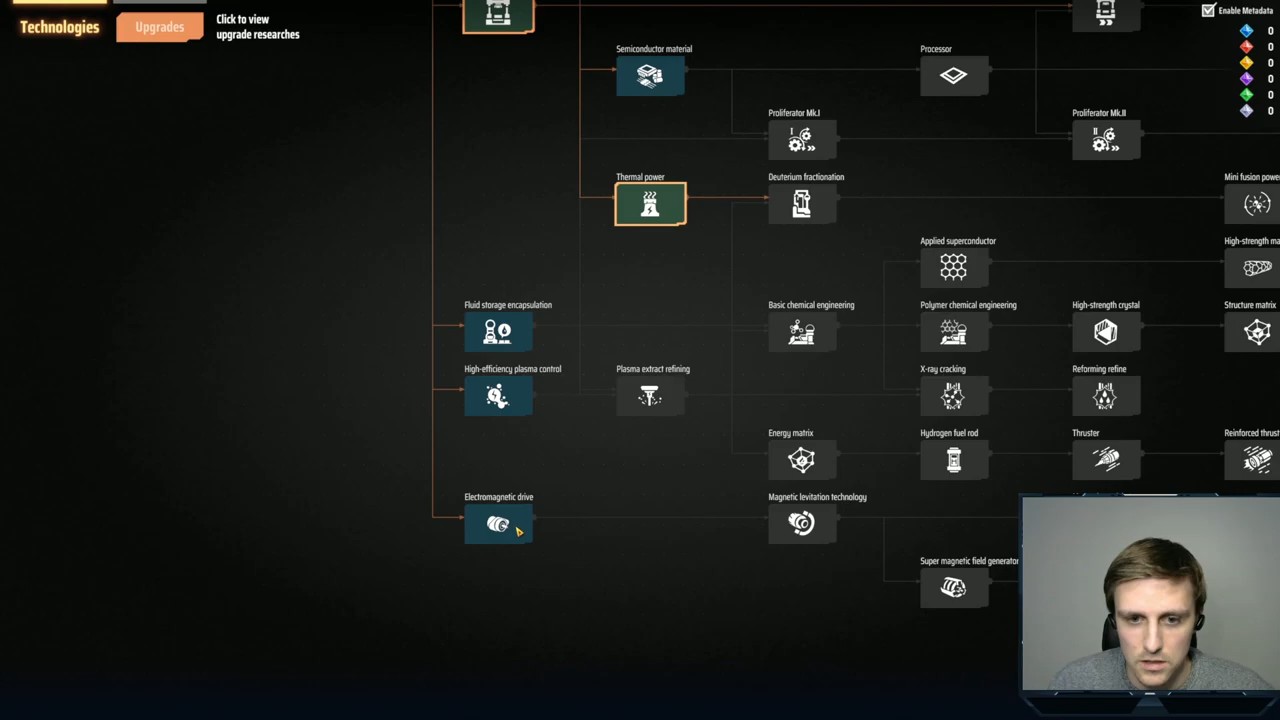 Technologies
Upgrades
Click to view
upgrade researches
Enable Metadata
0
0
0
0
0
0
Semiconductor material
Processor
Proliferator Mk.I
I
Proliferator Mk.II
II
Thermal power
Deuterium fractionation
Mini fusion power
Applied superconductor
High-strength
Fluid storage encapsulation
Basic chemical engineering
Polymer chemical engineering
High-strength crystal
Structure matrix
High-efficiency plasma control
Plasma extract refining
X-ray cracking
Reforming refine
Energy matrix
Hydrogen fuel rod
Thruster
Reinforced
Electromagnetic drive
Magnetic levitation technology
Super magnetic field generator